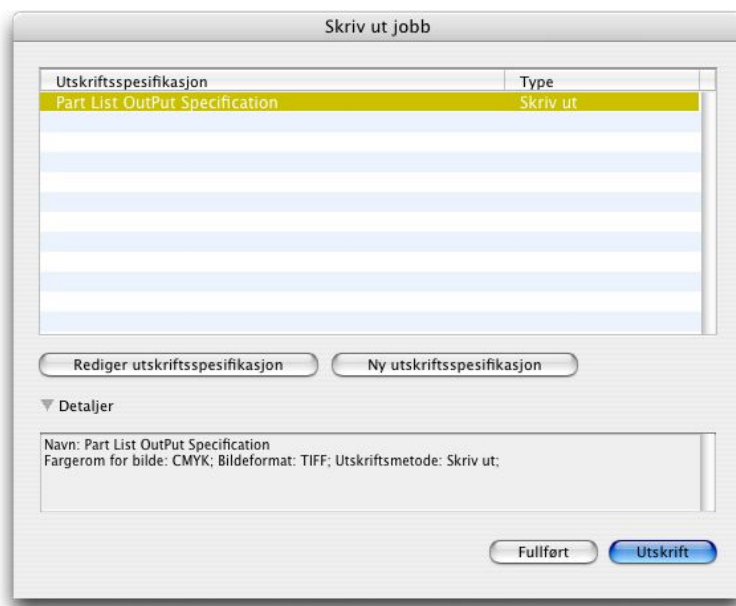 Skriv ut jobb
Utskriftsspesifikasjon Type
Part List OutPut Specification Skriv ut
Rediger utskriftsspesifikasjon Ny utskriftsspesifikasjon
Detaljer
Navn: Part List OutPut Specification
Fargerom for bilde: CMYK; Bildeformat: TIFF; Utskriftsmetode: Skriv ut;
Fullført Utskrift